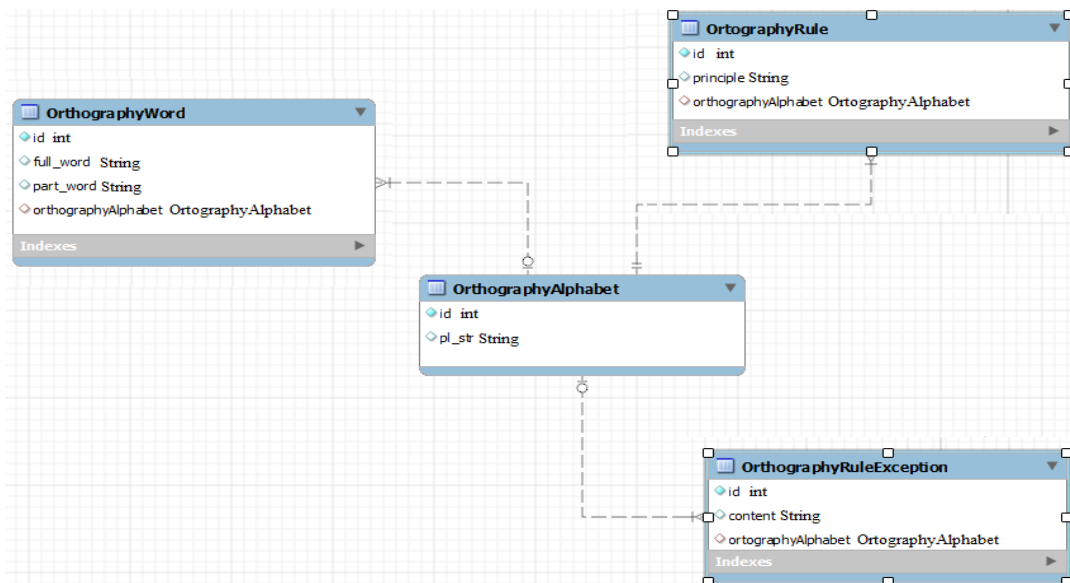 OrtographyRule
id int
principle String
orthographyAlphabet OrtographyAlphabet
Indexes
OrthographyWord
id int
full_word String
part_word String
orthographyAlphabet OrtographyAlphabet
Indexes
OrthographyAlphabet
id int
pl_str String
OrthographyRuleException
id int
content String
ortographyAlphabet OrtographyAlphabet
Indexes